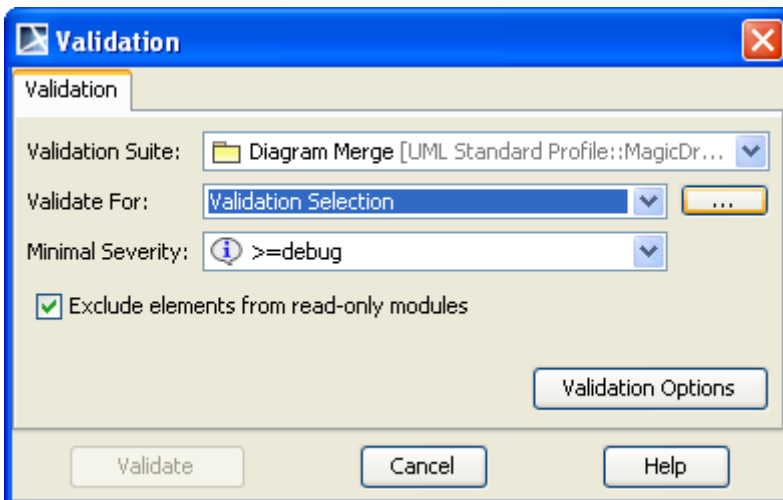 Validation
Validation
Validation Suite: Diagram Merge [UML Standard Profile::MagicDr...
Validate For: Validation Selection ...
Minimal Severity: >=debug
Exclude elements from read-only modules
Validation Options
Validate Cancel Help